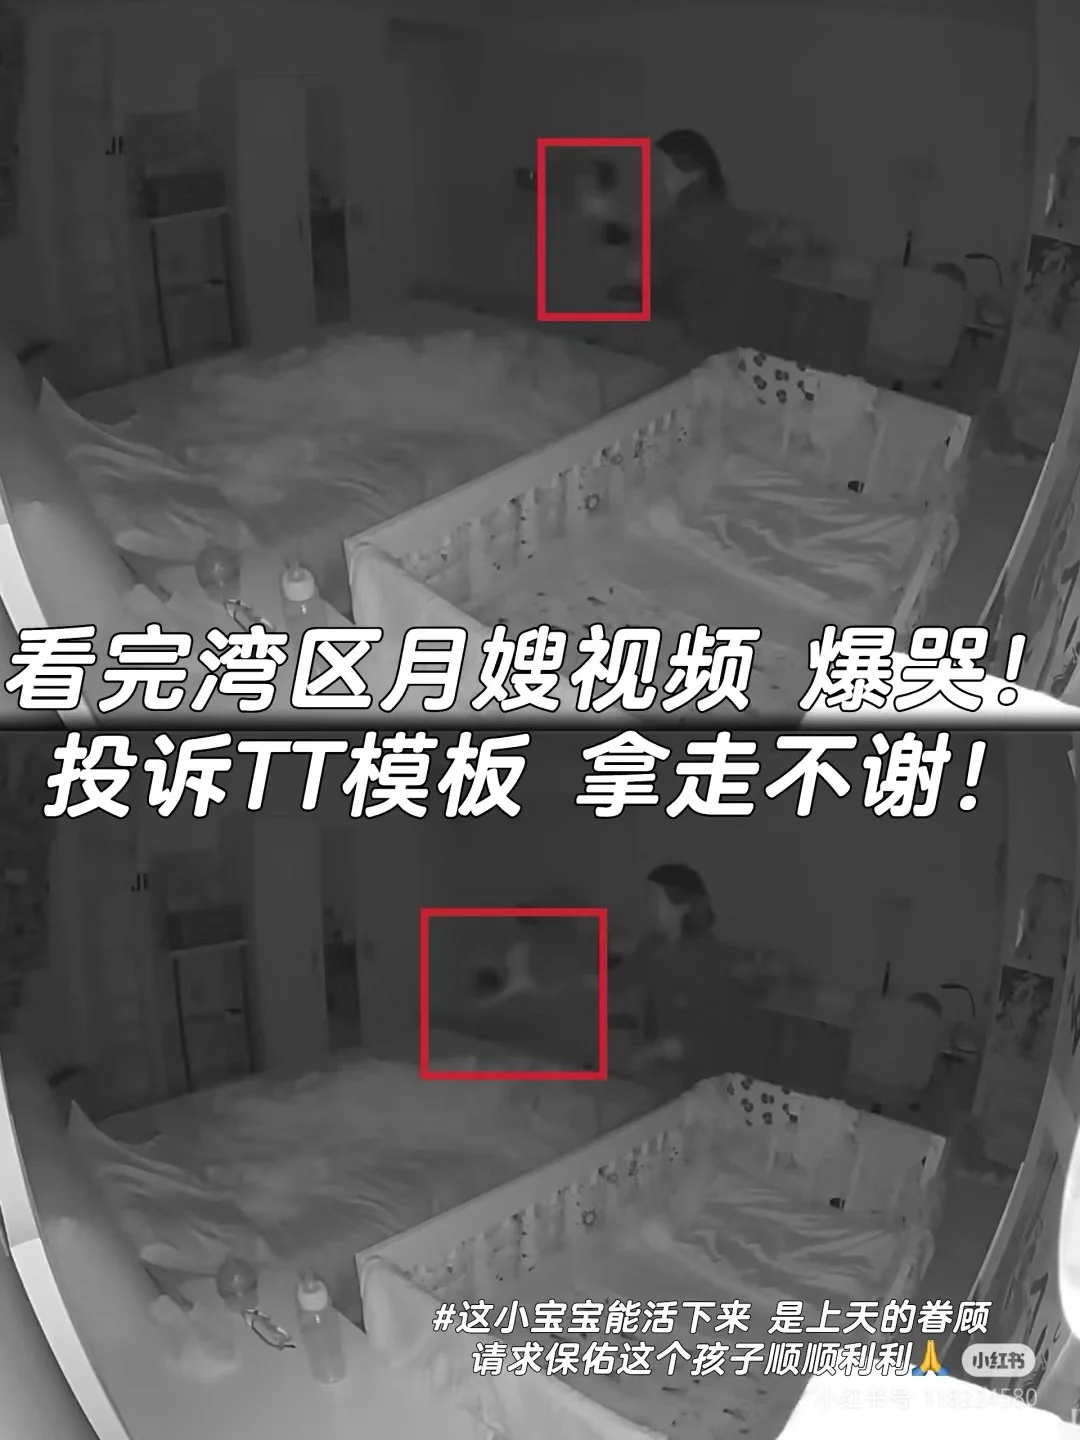 看完湾区月嫂视频 爆哭!
投诉TT模板 拿走不谢!
#这小宝宝能活下来 是上天的眷顾
请求保佑这个孩子顺顺利利🙏
小红书
小红书号: 118224580